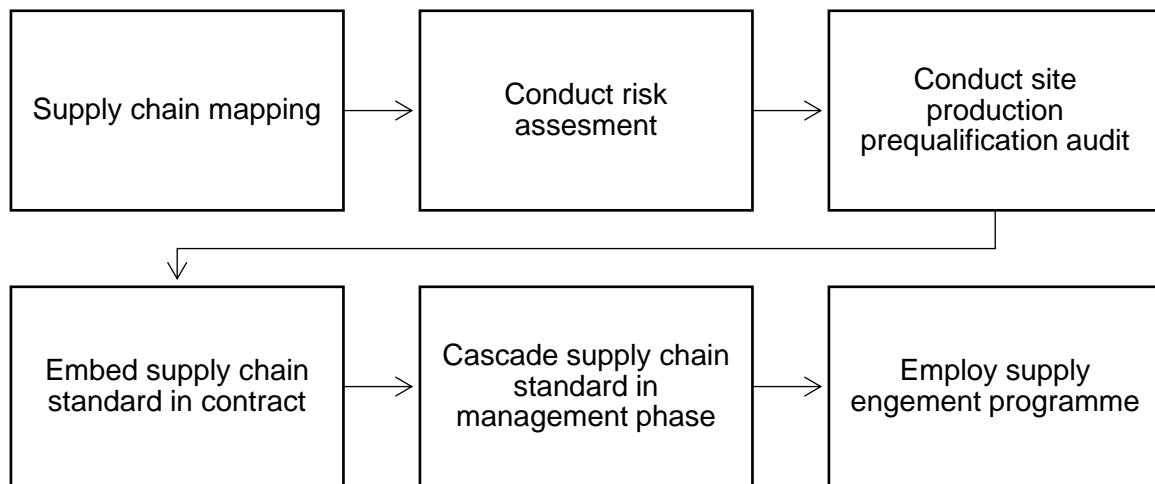 Supply chain mapping
Conduct risk
assesment
Conduct site
production
prequalification audit
Embed supply chain
standard in contract
Cascade supply chain
standard in
management phase
Employ supply
engement programme